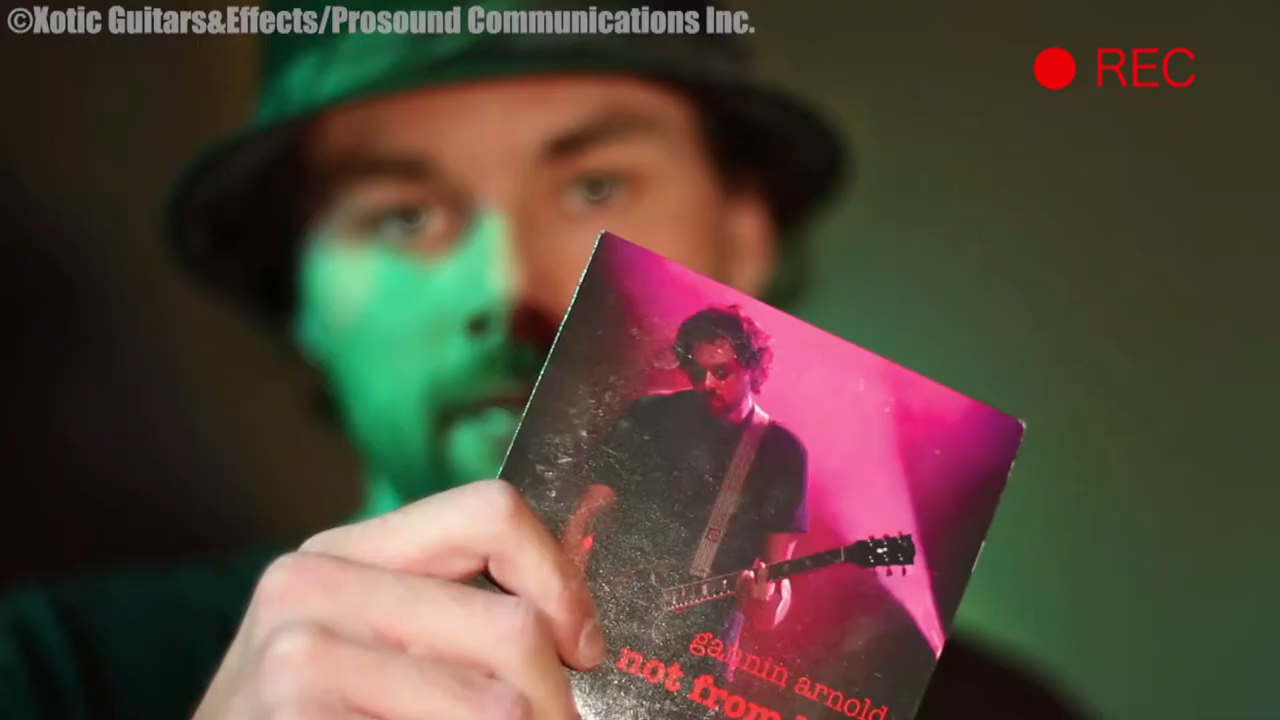 ©Xotic Guitars&Effects/Prosound Communications Inc.
REC
gannin arnold
not from